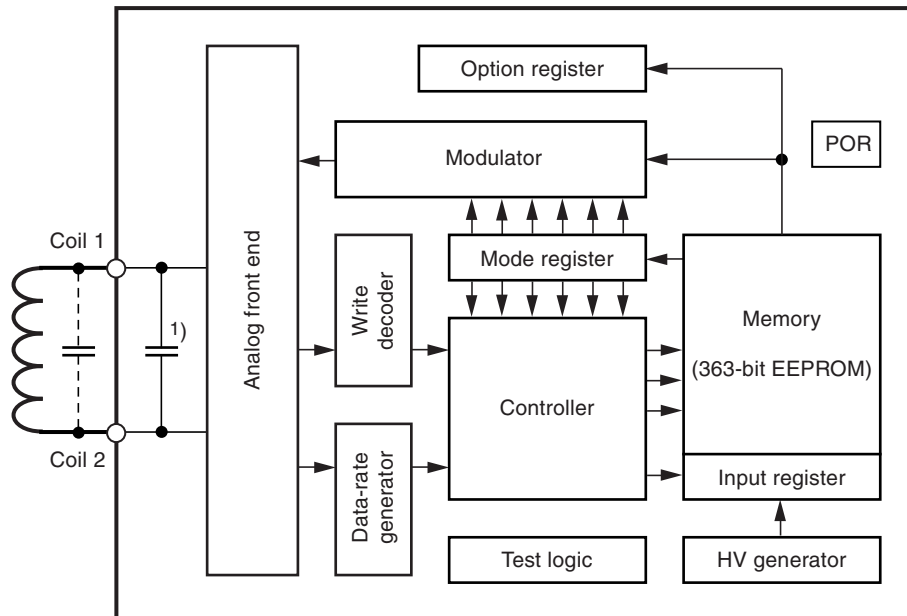 Option register
Modulator
POR
Coil 1
Analog front end
Write
decoder
Mode register
Memory
(363-bit EEPROM)
1)
Controller
Coil 2
Data-rate
generator
Input register
Test logic
HV generator